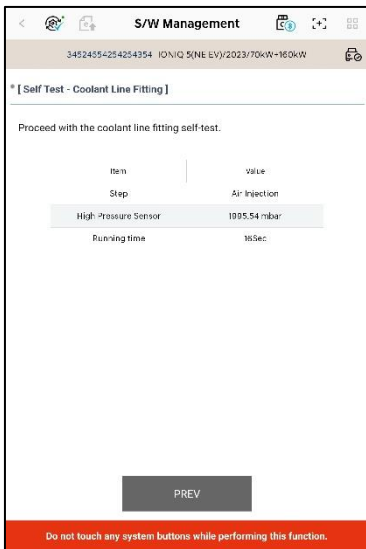 S/W Management
34524654254254354 IONIQ 5(NE EV)/2023/70kW+160kW
* [ Self Test - Coolant Line Fitting ]
Proceed with the coolant line fitting self-test.
Item Value
Step Air Injection
High Pressure Sensor 1995.54 mbar
Running time 16Sec
PREV
Do not touch any system buttons while performing this function.